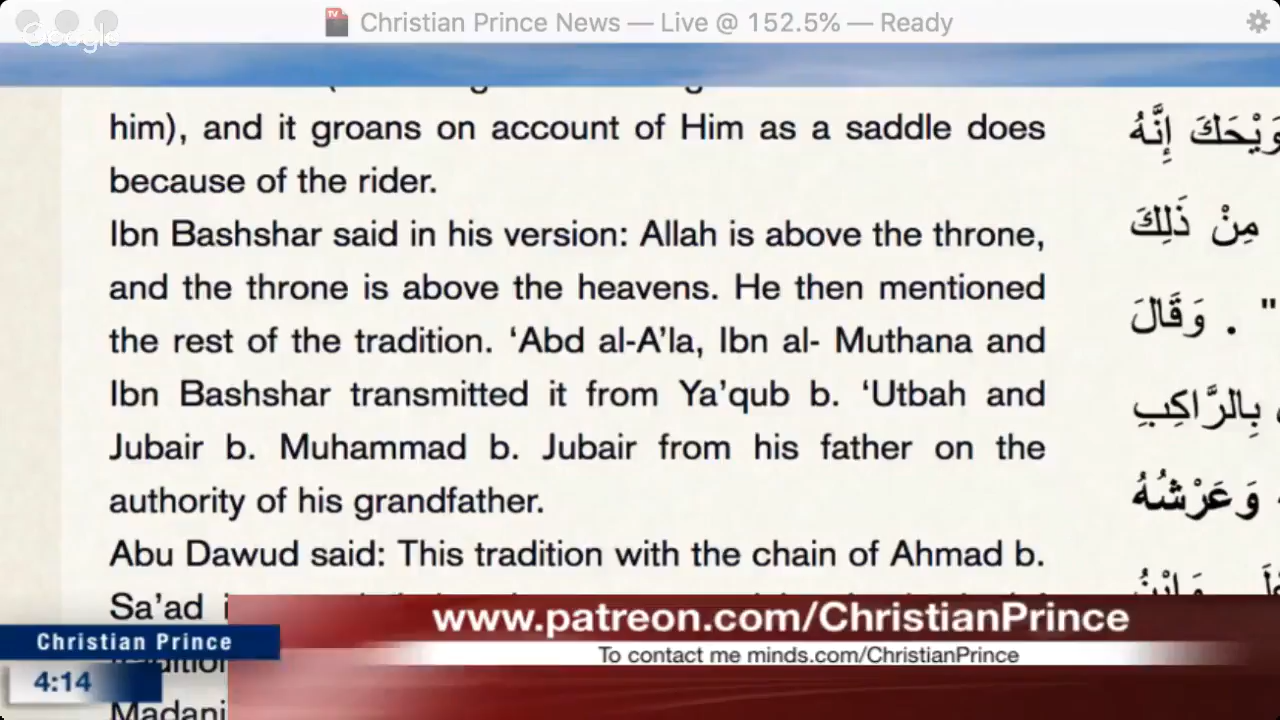 Christian Prince News — Live @ 152.5% — Ready
Google
him), and it groans on account of Him as a saddle does
because of the rider.
Ibn Bashshar said in his version: Allah is above the throne,
and the throne is above the heavens. He then mentioned
the rest of the tradition. ‘Abd al-A’la, Ibn al- Muthana and
Ibn Bashshar transmitted it from Ya’qub b. ‘Utbah and
Jubair b. Muhammad b. Jubair from his father on the
authority of his grandfather.
Abu Dawud said: This tradition with the chain of Ahmad b.
Sa’ad
Madani
وَيْحَكَ إِنَّهُ
مِنْ ذَلِكَ
" . وَقَالَ
بِالرَّاكِبِ
وَعَرْشُهُ
وَابْنُ
www.patreon.com/ChristianPrince
To contact me minds.com/ChristianPrince
Christian Prince
4:14